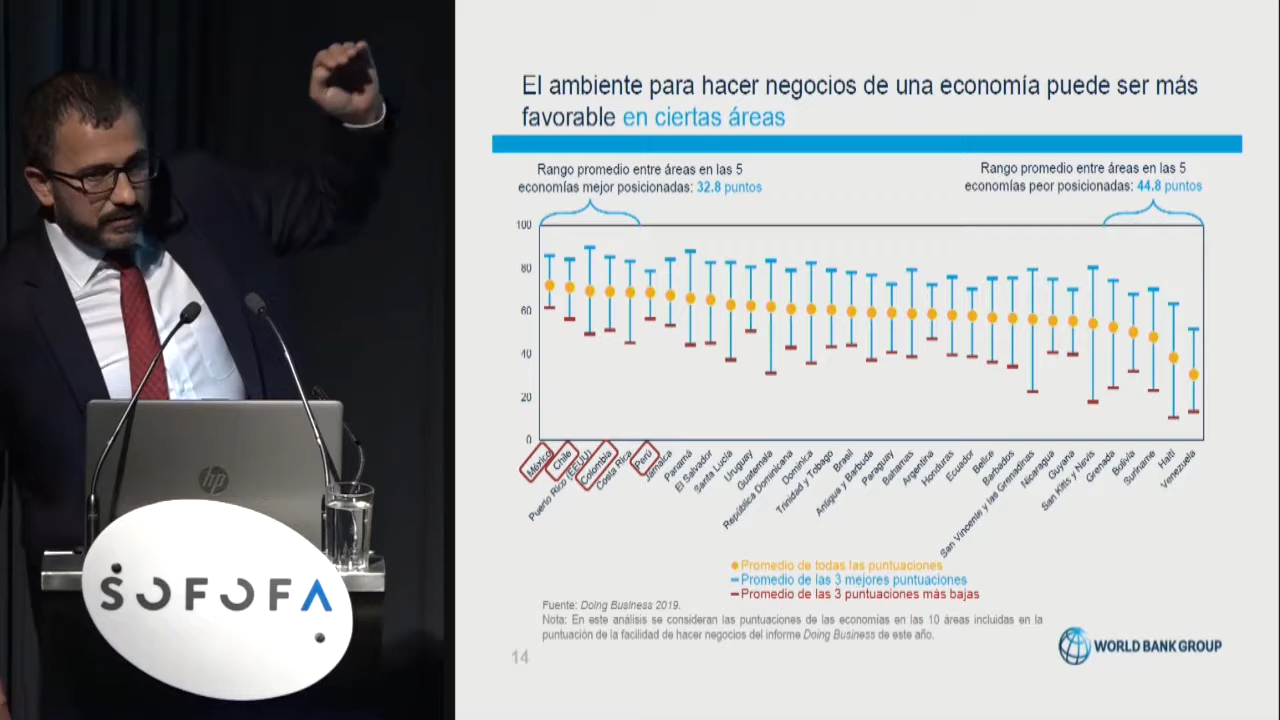 El ambiente para hacer negocios de una economía puede ser más
favorable en ciertas áreas
Rango promedio entre áreas en las 5
economías mejor posicionadas: 32.8 puntos
Rango promedio entre áreas en las 5
economías peor posicionadas: 44.8 puntos
100
80
60
40
20
0
México
Chile
Puerto Rico (EEUU)
Colombia
Costa Rica
Perú
Jamaica
Panamá
El Salvador
Santa Lucía
Uruguay
Guatemala
República Dominicana
Dominica
Trinidad y Tobago
Brasil
Antigua y Barbuda
Paraguay
Bahamas
Argentina
Honduras
Ecuador
Belice
Barbados
San Vincente y las Grenadinas
Nicaragua
Guyana
San Kitts y Nevis
Grenada
Bolivia
Suriname
Haití
Venezuela
Promedio de todas las puntuaciones
Promedio de las 3 mejores puntuaciones
Promedio de las 3 puntuaciones más bajas
Fuente: Doing Business 2019.
Nota: En este análisis se consideran las puntuaciones de las economías en las 10 áreas incluidas en la
puntuación de la facilidad de hacer negocios del informe Doing Business de este año.
14
WORLD BANK GROUP
hp
SOFOFA